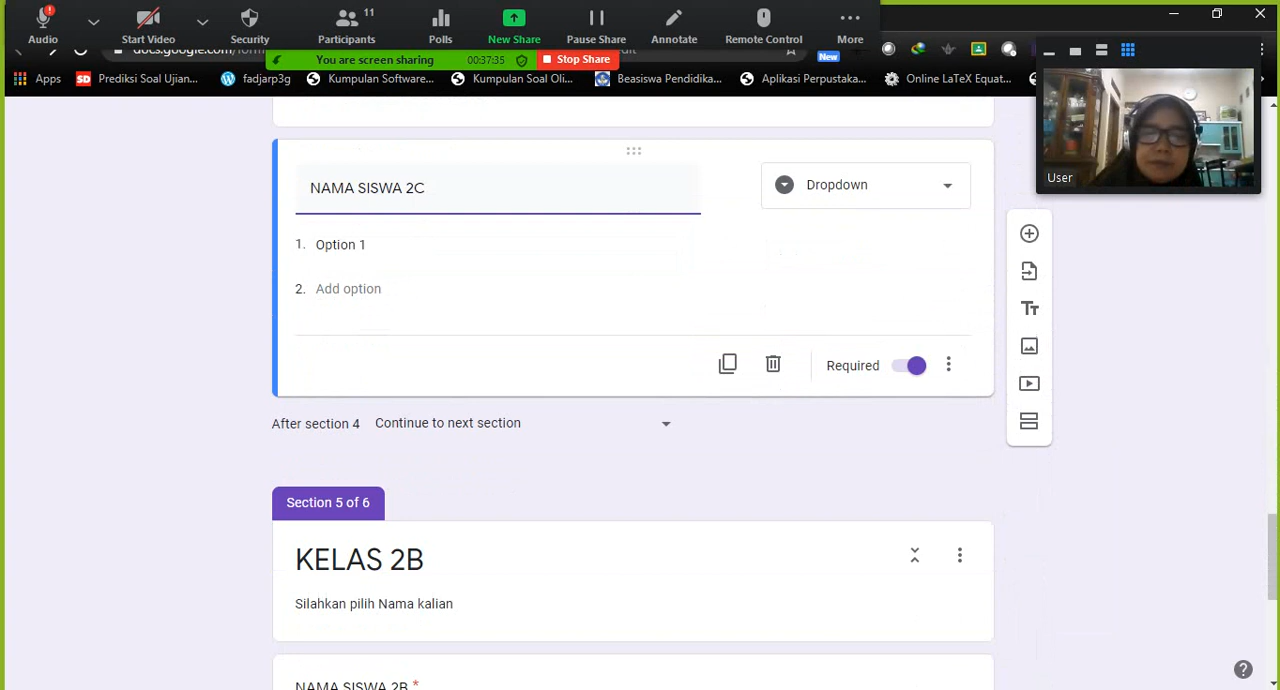 11
Audio
Start Video
Security
Participants
Polls
New Share
Pause Share
Annotate
Remote Control
More
You are screen sharing
00:37:35
Stop Share
New
Apps
SD Prediksi Soal Ujian...
fadjarp3g
Kumpulan Software...
Kumpulan Soal Oli...
Beasiswa Pendidika...
Aplikasi Perpustaka...
Online LaTeX Equat...
User
NAMA SISWA 2C
Dropdown
1. Option 1
2. Add option
Required
After section 4 Continue to next section
Section 5 of 6
KELAS 2B
Silahkan pilih Nama kalian
NAMA SISWA 2B *